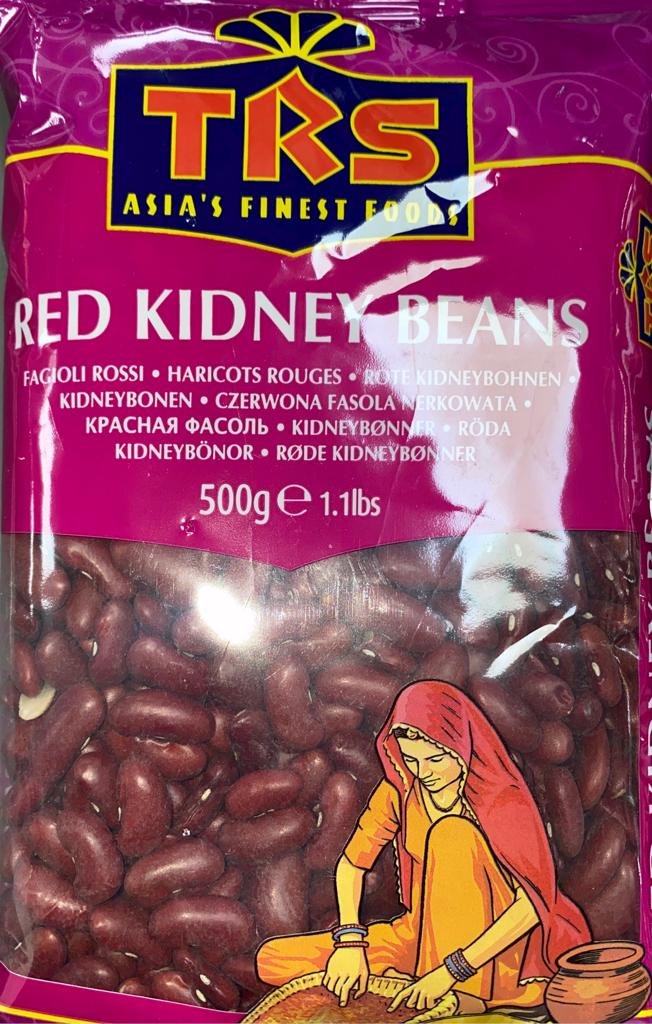 TRS
ASIA'S FINEST FOODS
RED KIDNEY BEANS
FAGIOLI ROSSI • HARICOTS ROUGES • ROTE KIDNEYBOHNEN •
KIDNEYBONEN • CZERWONA FASOLA NERKOWATA •
КРАСНАЯ ФАСОЛЬ • KIDNEYBØNNER • RÖDA
KIDNEYBÖNOR • RØDE KIDNEYBØNNER
500g ℮ 1.1lbs